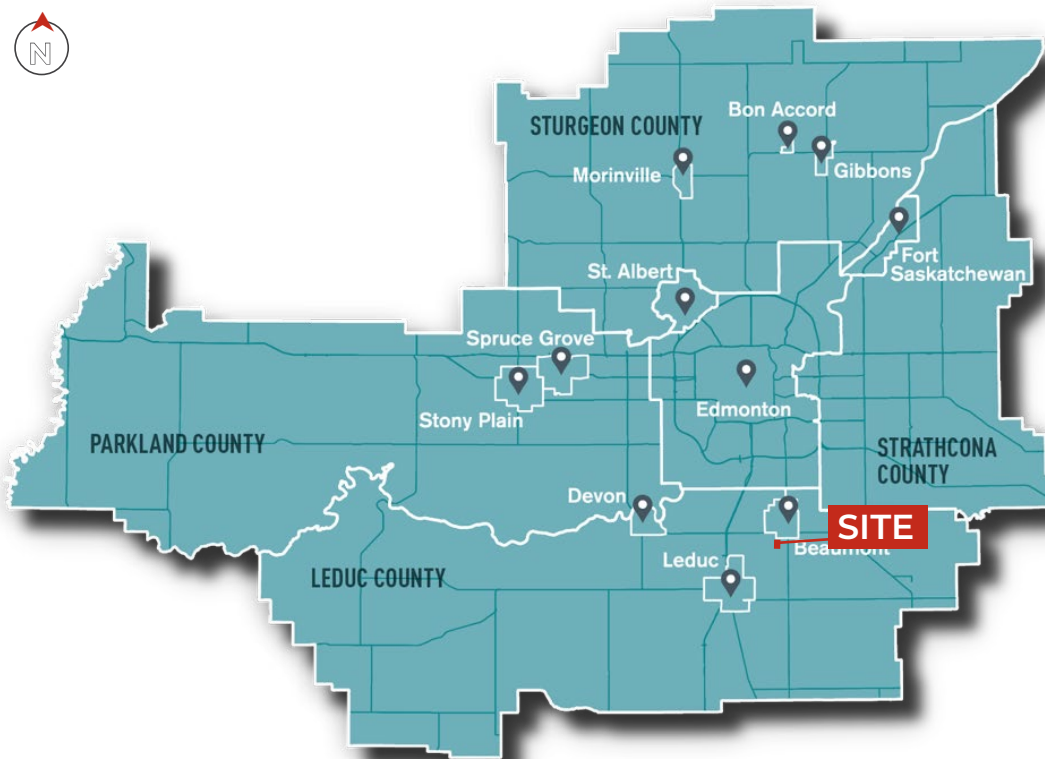 N
Bon Accord
STURGEON COUNTY
Gibbons
Morinville
Fort
Saskatchewan
St. Albert
Spruce Grove
Edmonton
Stony Plain
PARKLAND COUNTY
STRATHCONA
COUNTY
Devon
SITE
Beaumont
Leduc
LEDUC COUNTY